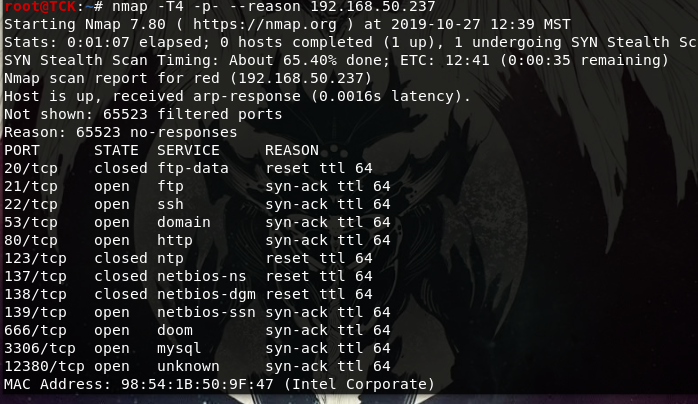 root@TCK:~# nmap -T4 -p- --reason 192.168.50.237
Starting Nmap 7.80 ( https://nmap.org ) at 2019-10-27 12:39 MST
Stats: 0:01:07 elapsed; 0 hosts completed (1 up), 1 undergoing SYN Stealth Sc
SYN Stealth Scan Timing: About 65.40% done; ETC: 12:41 (0:00:35 remaining)
Nmap scan report for red (192.168.50.237)
Host is up, received arp-response (0.0016s latency).
Not shown: 65523 filtered ports
Reason: 65523 no-responses
PORT      STATE  SERVICE     REASON
20/tcp    closed ftp-data    reset ttl 64
21/tcp    open   ftp         syn-ack ttl 64
22/tcp    open   ssh         syn-ack ttl 64
53/tcp    open   domain      syn-ack ttl 64
80/tcp    open   http        syn-ack ttl 64
123/tcp   closed ntp         reset ttl 64
137/tcp   closed netbios-ns  reset ttl 64
138/tcp   closed netbios-dgm reset ttl 64
139/tcp   open   netbios-ssn syn-ack ttl 64
666/tcp   open   doom        syn-ack ttl 64
3306/tcp  open   mysql       syn-ack ttl 64
12380/tcp open   unknown     syn-ack ttl 64
MAC Address: 98:54:1B:50:9F:47 (Intel Corporate)